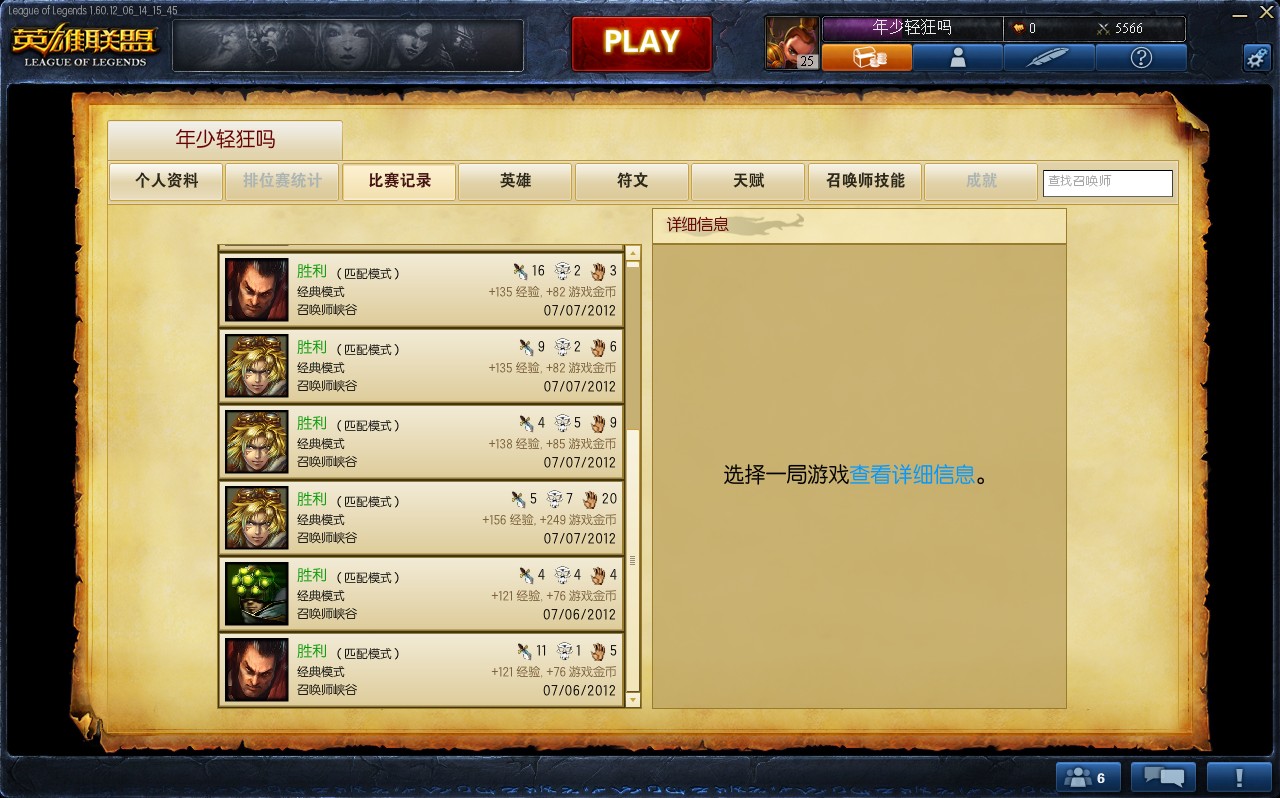 League of Legends 1.60.12_06_14_15_45
英雄联盟
LEAGUE OF LEGENDS
PLAY
25
年少轻狂吗
0
5566
?
年少轻狂吗
个人资料 排位赛统计 比赛记录 英雄 符文 天赋 召唤师技能 成就 查找召唤师
详细信息
胜利 (匹配模式) 16 2 3
经典模式 +135 经验, +82 游戏金币
召唤师峡谷 07/07/2012
胜利 (匹配模式) 9 2 6
经典模式 +135 经验, +82 游戏金币
召唤师峡谷 07/07/2012
胜利 (匹配模式) 4 5 9
经典模式 +138 经验, +85 游戏金币
召唤师峡谷 07/07/2012
胜利 (匹配模式) 5 7 20
经典模式 +156 经验, +249 游戏金币
召唤师峡谷 07/07/2012
胜利 (匹配模式) 4 4 4
经典模式 +121 经验, +76 游戏金币
召唤师峡谷 07/06/2012
胜利 (匹配模式) 11 1 5
经典模式 +121 经验, +76 游戏金币
召唤师峡谷 07/06/2012
选择一局游戏查看详细信息。
6
!